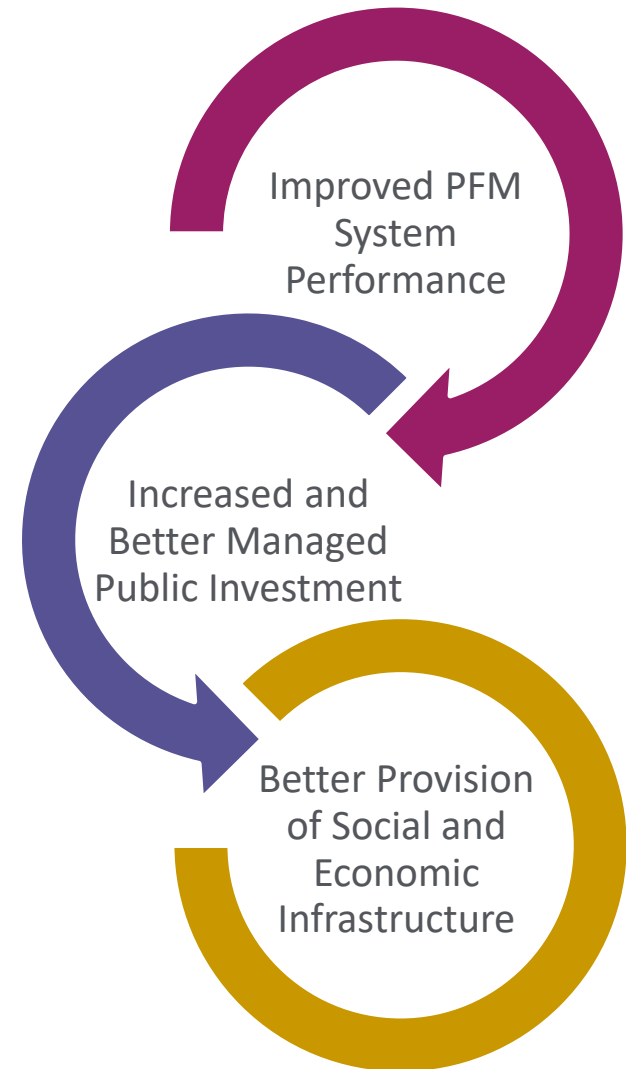 Improved PFM
System
Performance
Increased and
Better Managed
Public Investment
Better Provision
of Social and
Economic
Infrastructure